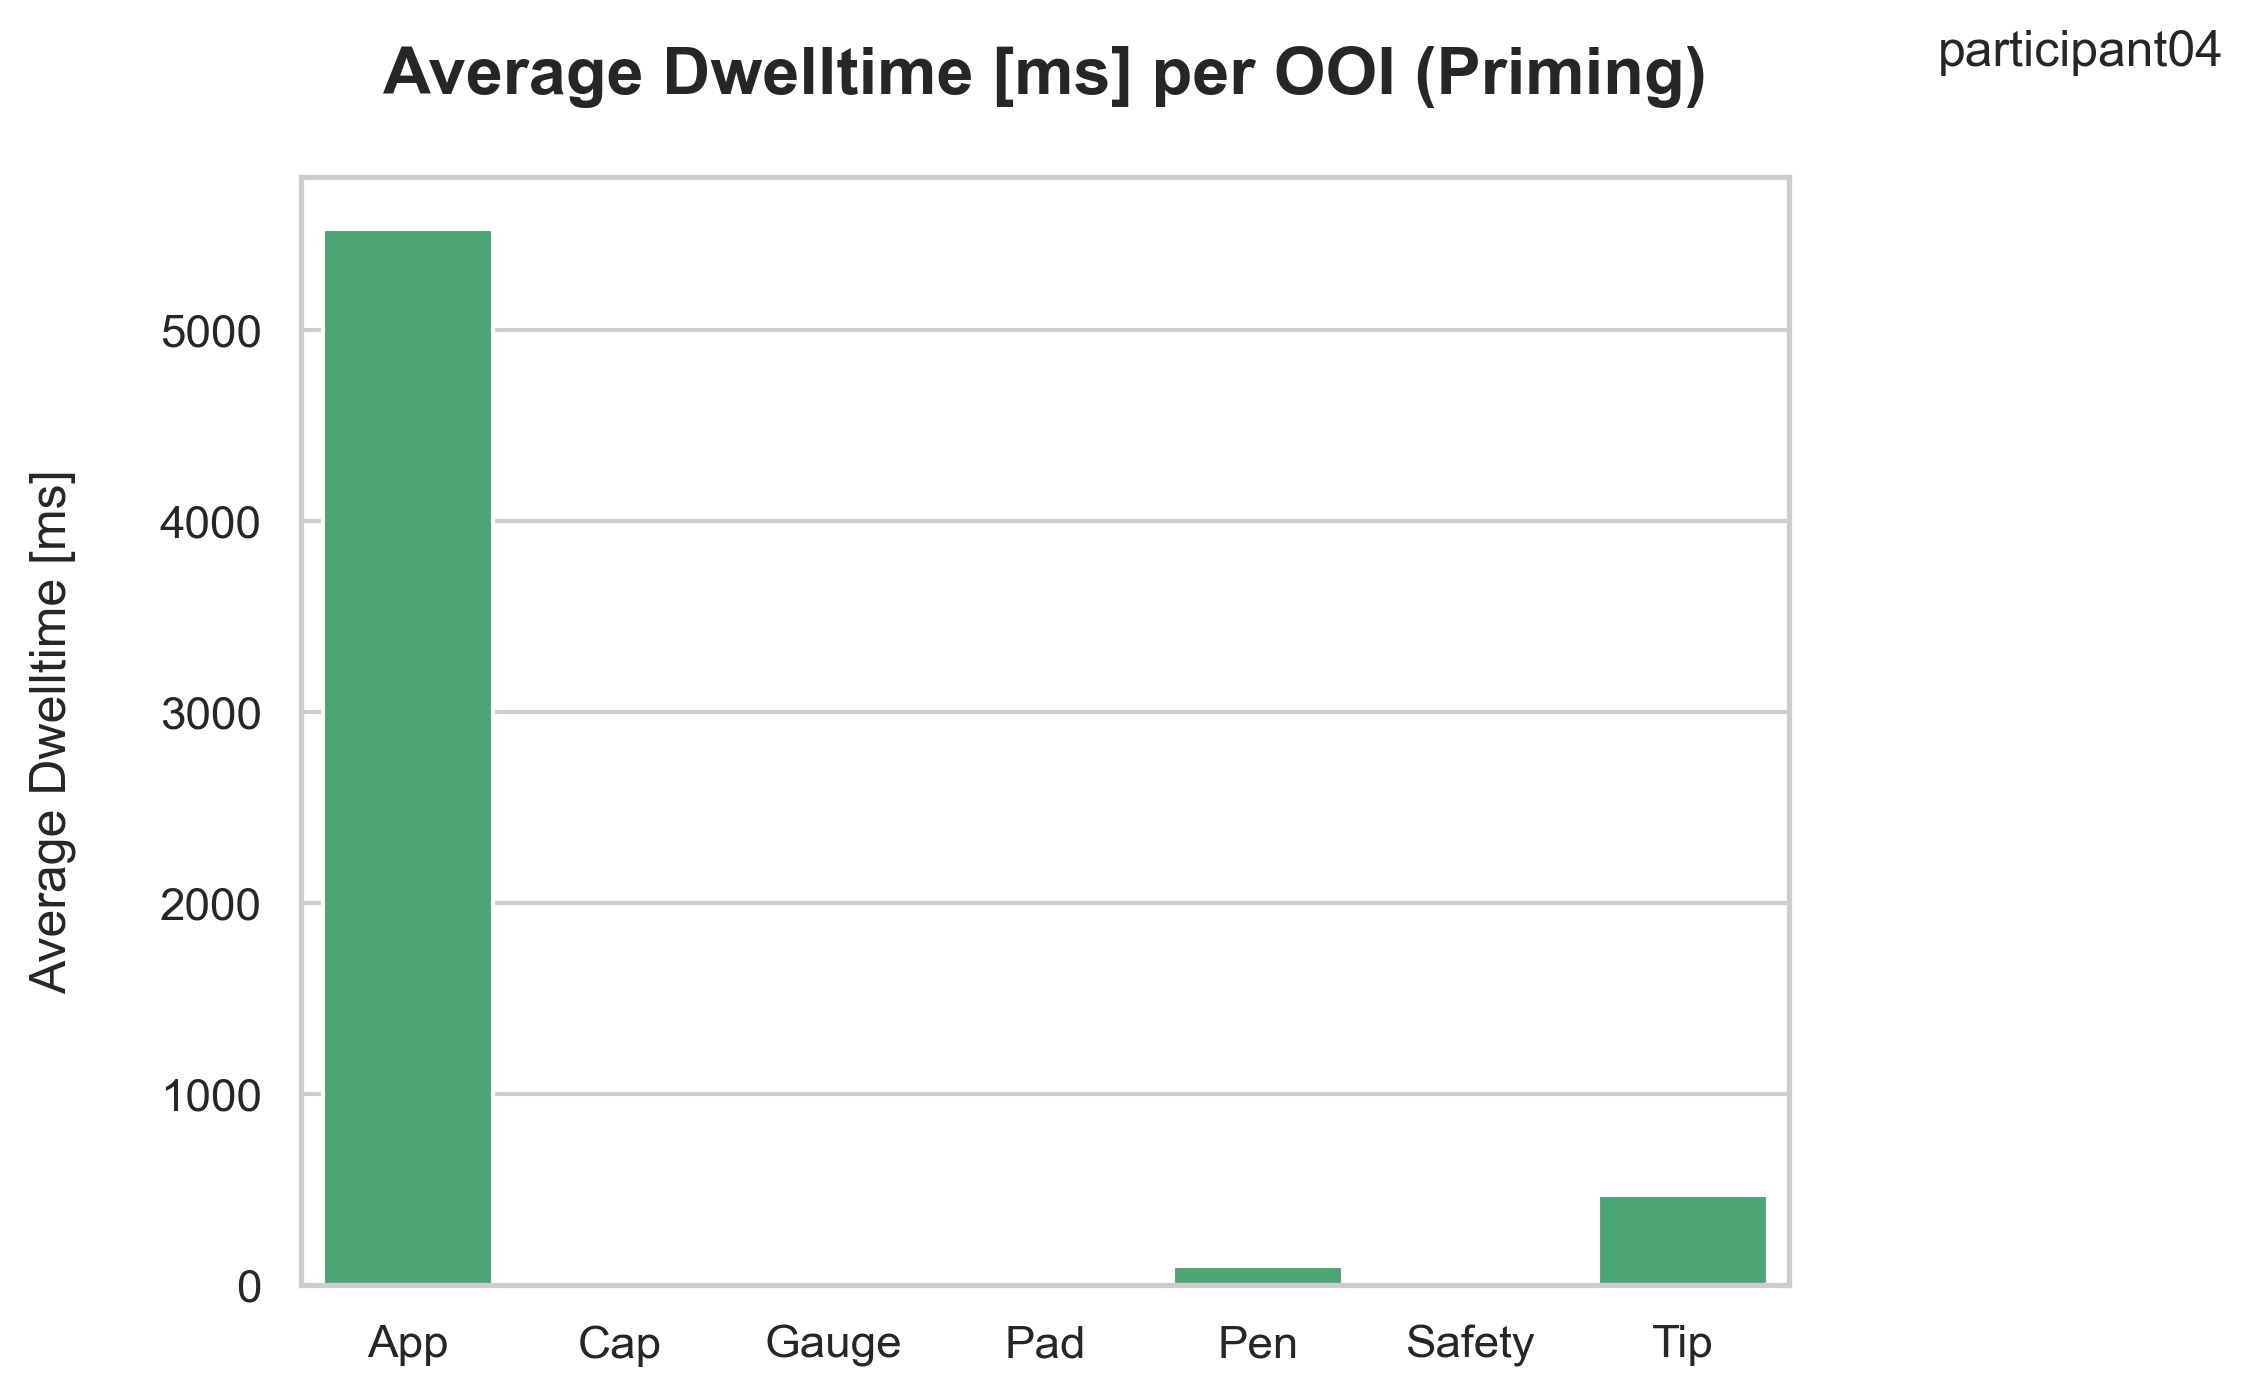 participant04
Average Dwelltime [ms] per OOI (Priming)
Average Dwelltime [ms]
5000
4000
3000
2000
1000
0
App Cap Gauge Pad Pen Safety Tip